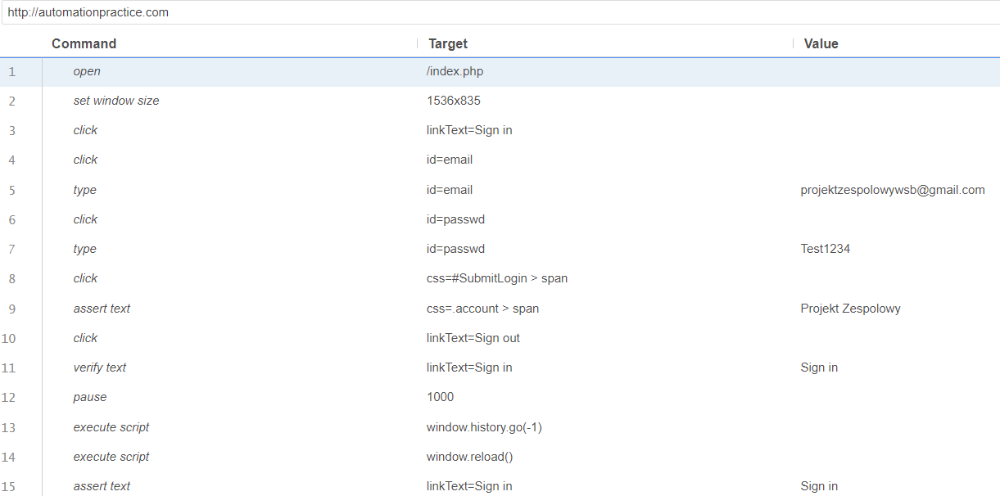 http://automationpractice.com
Command Target Value
1 open /index.php
2 set window size 1536x835
3 click linkText=Sign in
4 click id=email
5 type id=email projektzespolowywsb@gmail.com
6 click id=passwd
7 type id=passwd Test1234
8 click css=#SubmitLogin > span
9 assert text css=.account > span Projekt Zespolowy
10 click linkText=Sign out
11 verify text linkText=Sign in Sign in
12 pause 1000
13 execute script window.history.go(-1)
14 execute script window.reload()
15 assert text linkText=Sign in Sign in